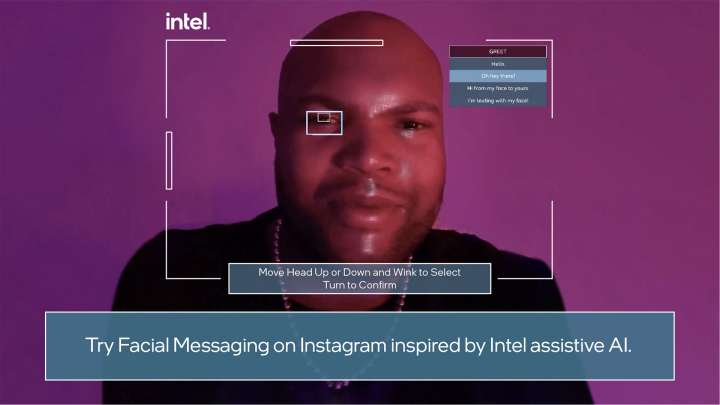 intel.
GREET
Hello.
Oh hey there!
Hi from my face to yours
I'm texting with my face!
Move Head Up or Down and Wink to Select
Turn to Confirm
Try Facial Messaging on Instagram inspired by Intel assistive AI.